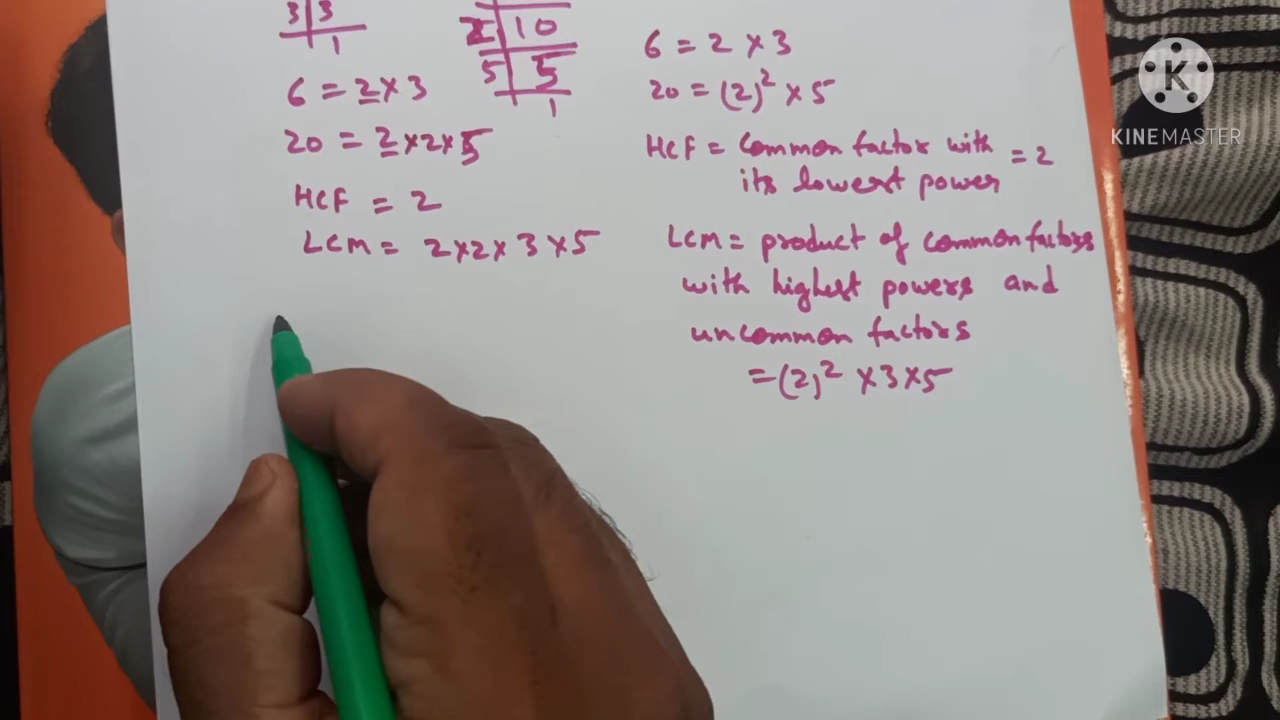 3 3
1
2 10
5 5
1
6 = 2 × 3
20 = 2 × 2 × 5
HCF = 2
LCM = 2 × 2 × 3 × 5
6 = 2 × 3
20 = (2)² × 5
HCF = Common factor with
its lowest power = 2
LCM = product of common factors
with highest powers and
uncommon factors
= (2)² × 3 × 5
K
KINEMASTER